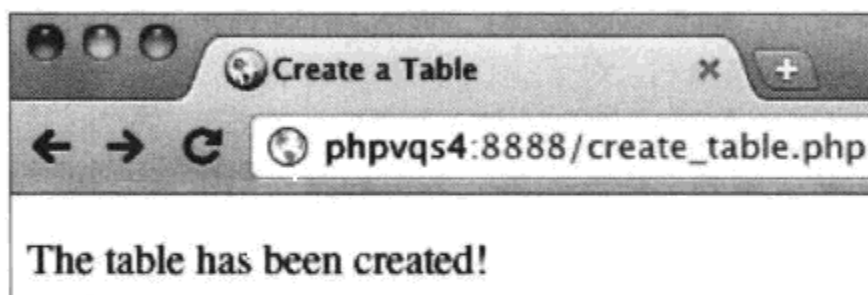 Create a Table
phpvqs4:8888/create_table.php
The table has been created!